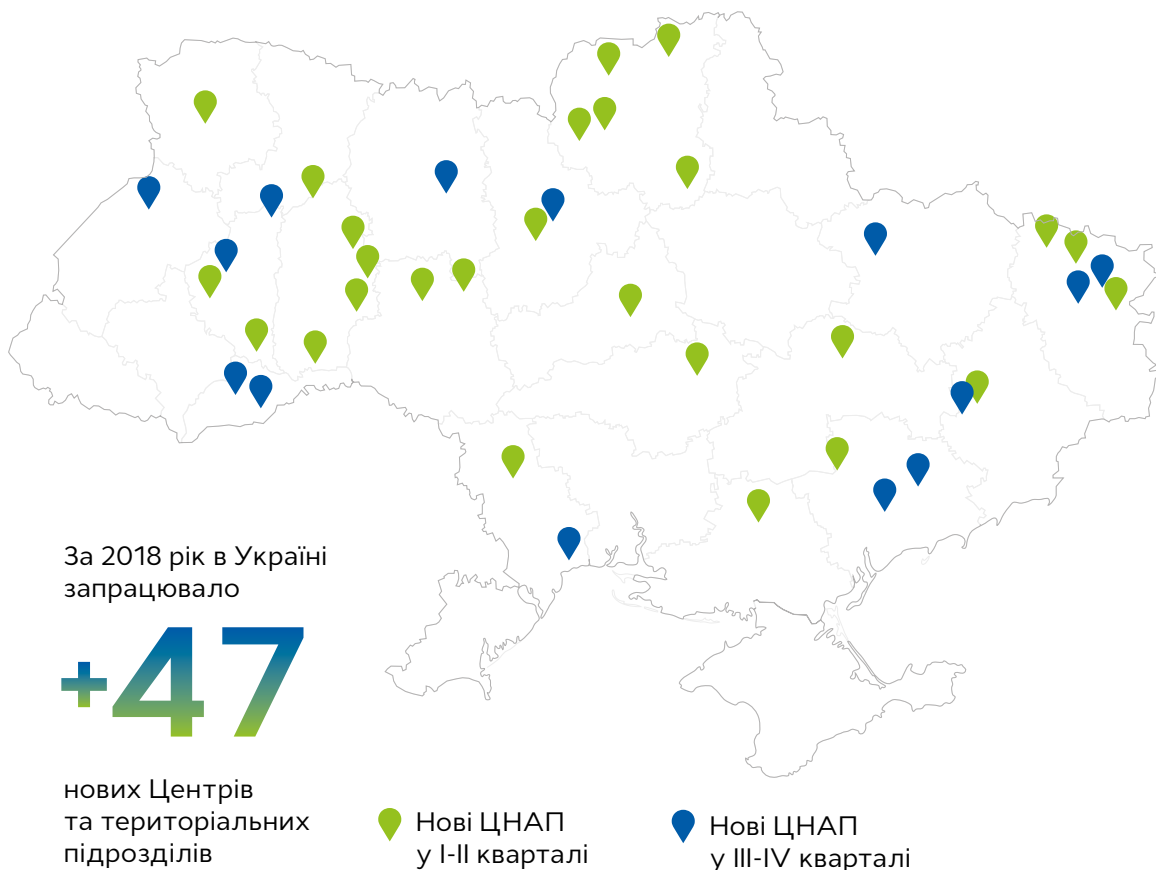 За 2018 рік в Україні
запрацювало
+47
нових Центрів
та територіальних
підрозділів
Нові ЦНАП
у I-II кварталі
Нові ЦНАП
у III-IV кварталі